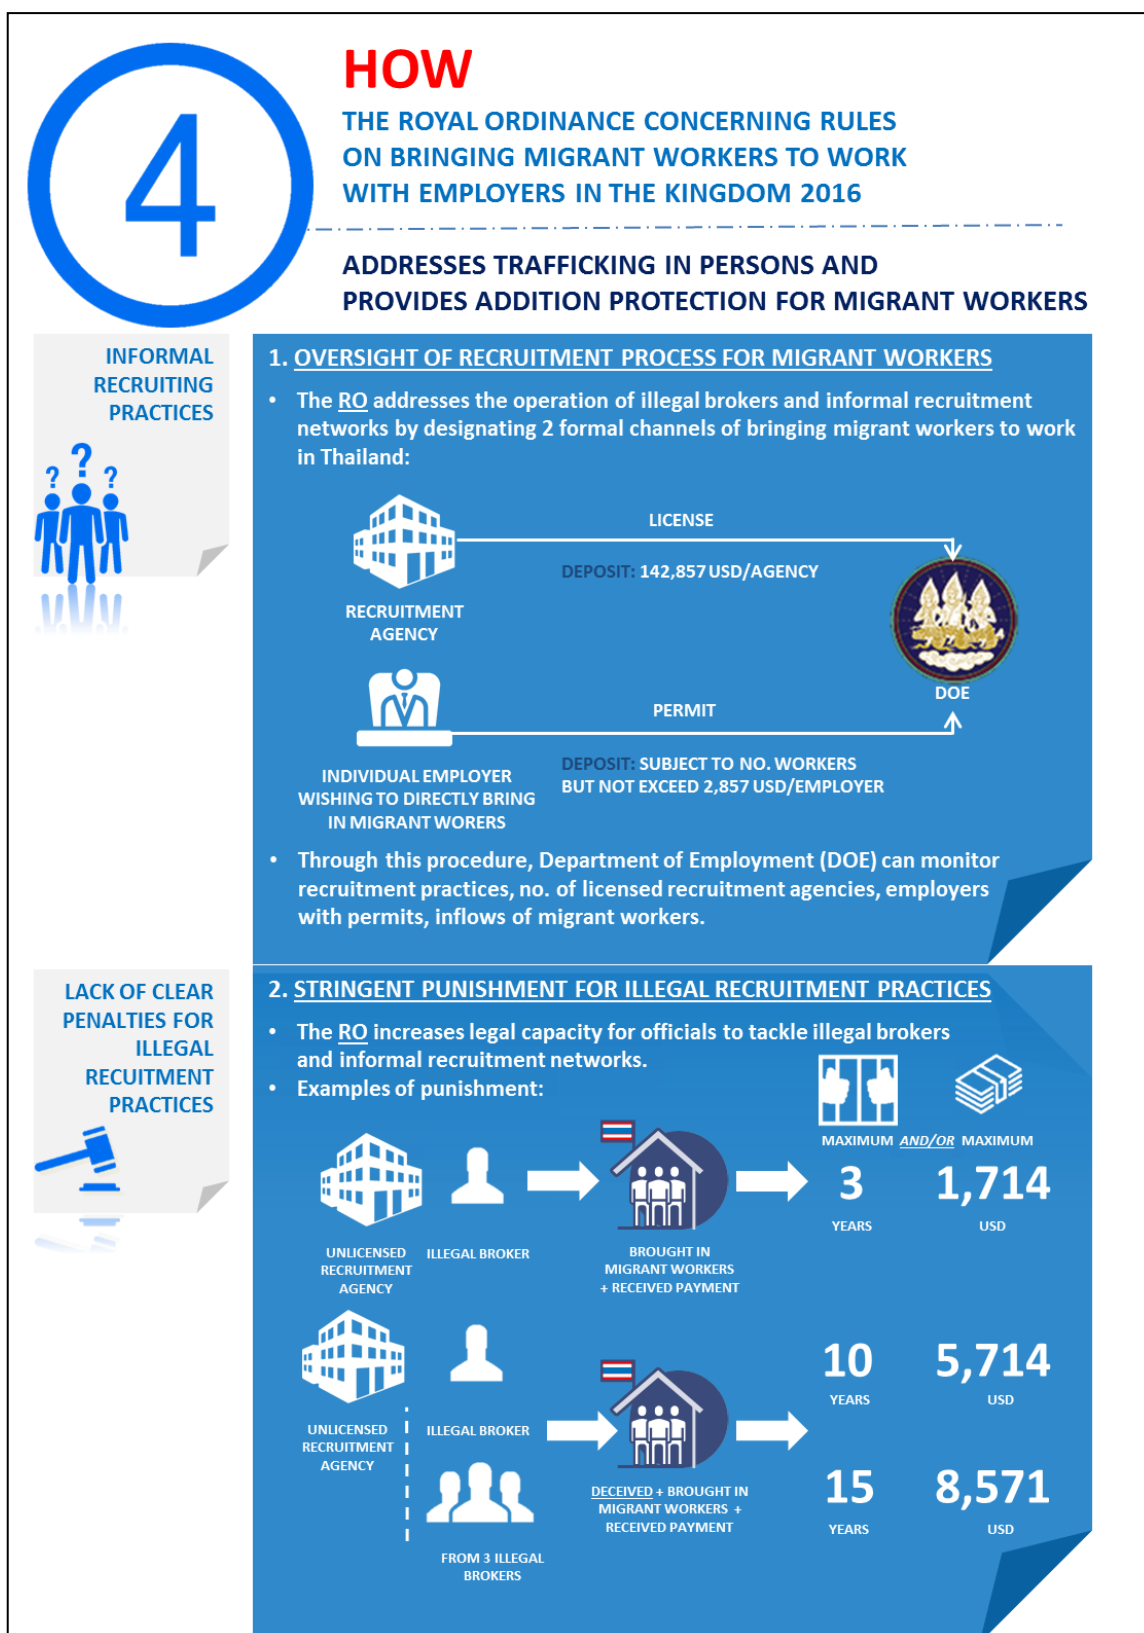 4
HOW
THE ROYAL ORDINANCE CONCERNING RULES
ON BRINGING MIGRANT WORKERS TO WORK
WITH EMPLOYERS IN THE KINGDOM 2016
ADDRESSES TRAFFICKING IN PERSONS AND
PROVIDES ADDITION PROTECTION FOR MIGRANT WORKERS
INFORMAL
RECRUITING
PRACTICES
? ? ?
1. OVERSIGHT OF RECRUITMENT PROCESS FOR MIGRANT WORKERS
• The RO addresses the operation of illegal brokers and informal recruitment
networks by designating 2 formal channels of bringing migrant workers to work
in Thailand:
LICENSE
DEPOSIT: 142,857 USD/AGENCY
RECRUITMENT
AGENCY
DOE
PERMIT
DEPOSIT: SUBJECT TO NO. WORKERS
BUT NOT EXCEED 2,857 USD/EMPLOYER
INDIVIDUAL EMPLOYER
WISHING TO DIRECTLY BRING
IN MIGRANT WORERS
• Through this procedure, Department of Employment (DOE) can monitor
recruitment practices, no. of licensed recruitment agencies, employers
with permits, inflows of migrant workers.
LACK OF CLEAR
PENALTIES FOR
ILLEGAL
RECUITMENT
PRACTICES
2. STRINGENT PUNISHMENT FOR ILLEGAL RECRUITMENT PRACTICES
• The RO increases legal capacity for officials to tackle illegal brokers
and informal recruitment networks.
• Examples of punishment:
MAXIMUM AND/OR MAXIMUM
3 1,714
YEARS USD
UNLICENSED
RECRUITMENT
AGENCY
ILLEGAL BROKER
BROUGHT IN
MIGRANT WORKERS
+ RECEIVED PAYMENT
10 5,714
YEARS USD
UNLICENSED
RECRUITMENT
AGENCY
ILLEGAL BROKER
DECEIVED + BROUGHT IN
MIGRANT WORKERS +
RECEIVED PAYMENT
15 8,571
YEARS USD
FROM 3 ILLEGAL
BROKERS